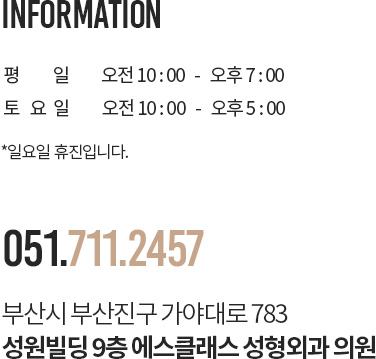 INFORMATION
평 일 오전 10 : 00 - 오후 7 : 00
토 요 일 오전 10 : 00 - 오후 5 : 00
*일요일 휴진입니다.
051.711.2457
부산시 부산진구 가야대로 783
성원빌딩 9층 에스클래스 성형외과 의원